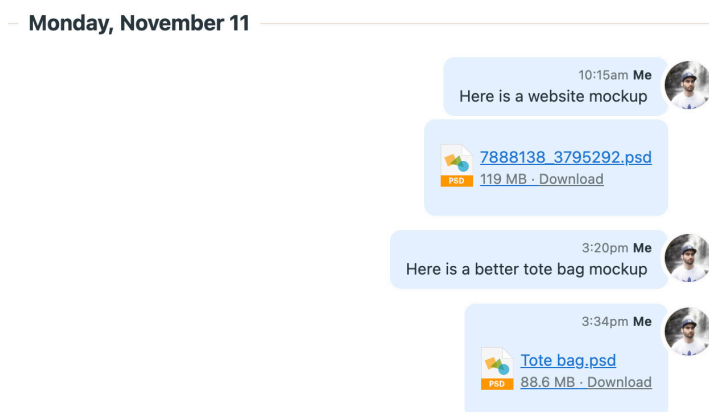 Monday, November 11
10:15am Me
Here is a website mockup
7888138_3795292.psd
PSD
119 MB · Download
3:20pm Me
Here is a better tote bag mockup
3:34pm Me
Tote bag.psd
PSD
88.6 MB · Download